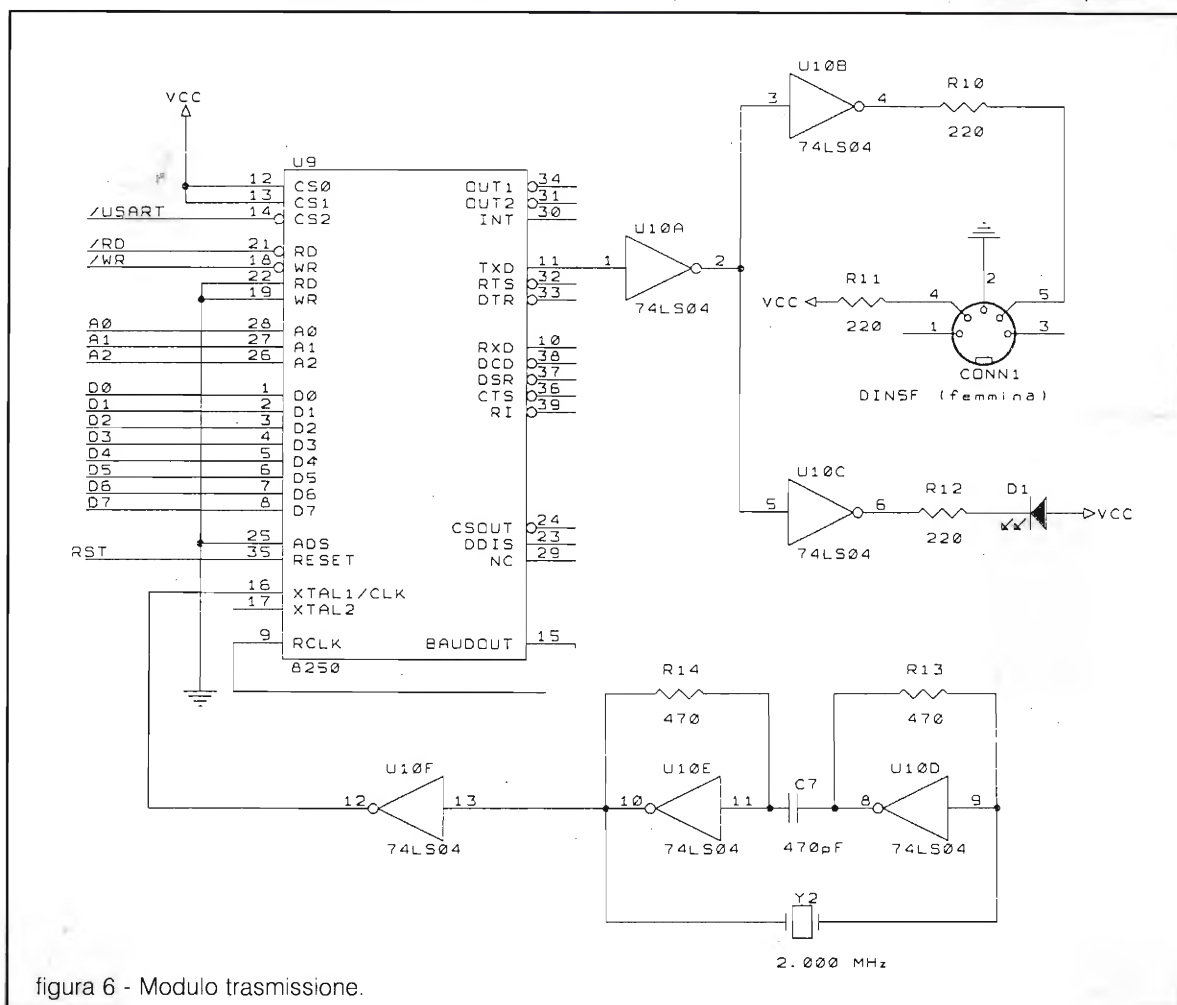 VCC
U9
12 CS0
13 CS1
/USART 14 CS2
/RD 21 RD
/WR 18 WR
22 RD
19 WR
A0 28 A0
A1 27 A1
A2 26 A2
D0 1 D0
D1 2 D1
D2 3 D2
D3 4 D3
D4 5 D4
D5 6 D5
D6 7 D6
D7 8 D7
25 ADS
RST 35 RESET
16 XTAL1/CLK
17 XTAL2
9 RCLK
8250
OUT1 34
OUT2 31
INT 30
TXD 11
RTS 32
DTR 33
RXD 10
DCD 38
DSR 37
CTS 36
RI 39
CSOUT 24
DDIS 23
NC 29
BAUDOUT 15
U10A
1 2
74LS04
U10B
3 4
74LS04
R10
220
R11
VCC
220
4 2 5
1 3
CONN1
DIN5F (femmina)
U10C
5 6
74LS04
R12
220
D1
VCC
R14
470
R13
470
U10F
12 13
74LS04
U10E
10 11
74LS04
C7
470pF
U10D
8 9
74LS04
Y2
2.000 MHz
figura 6 - Modulo trasmissione.